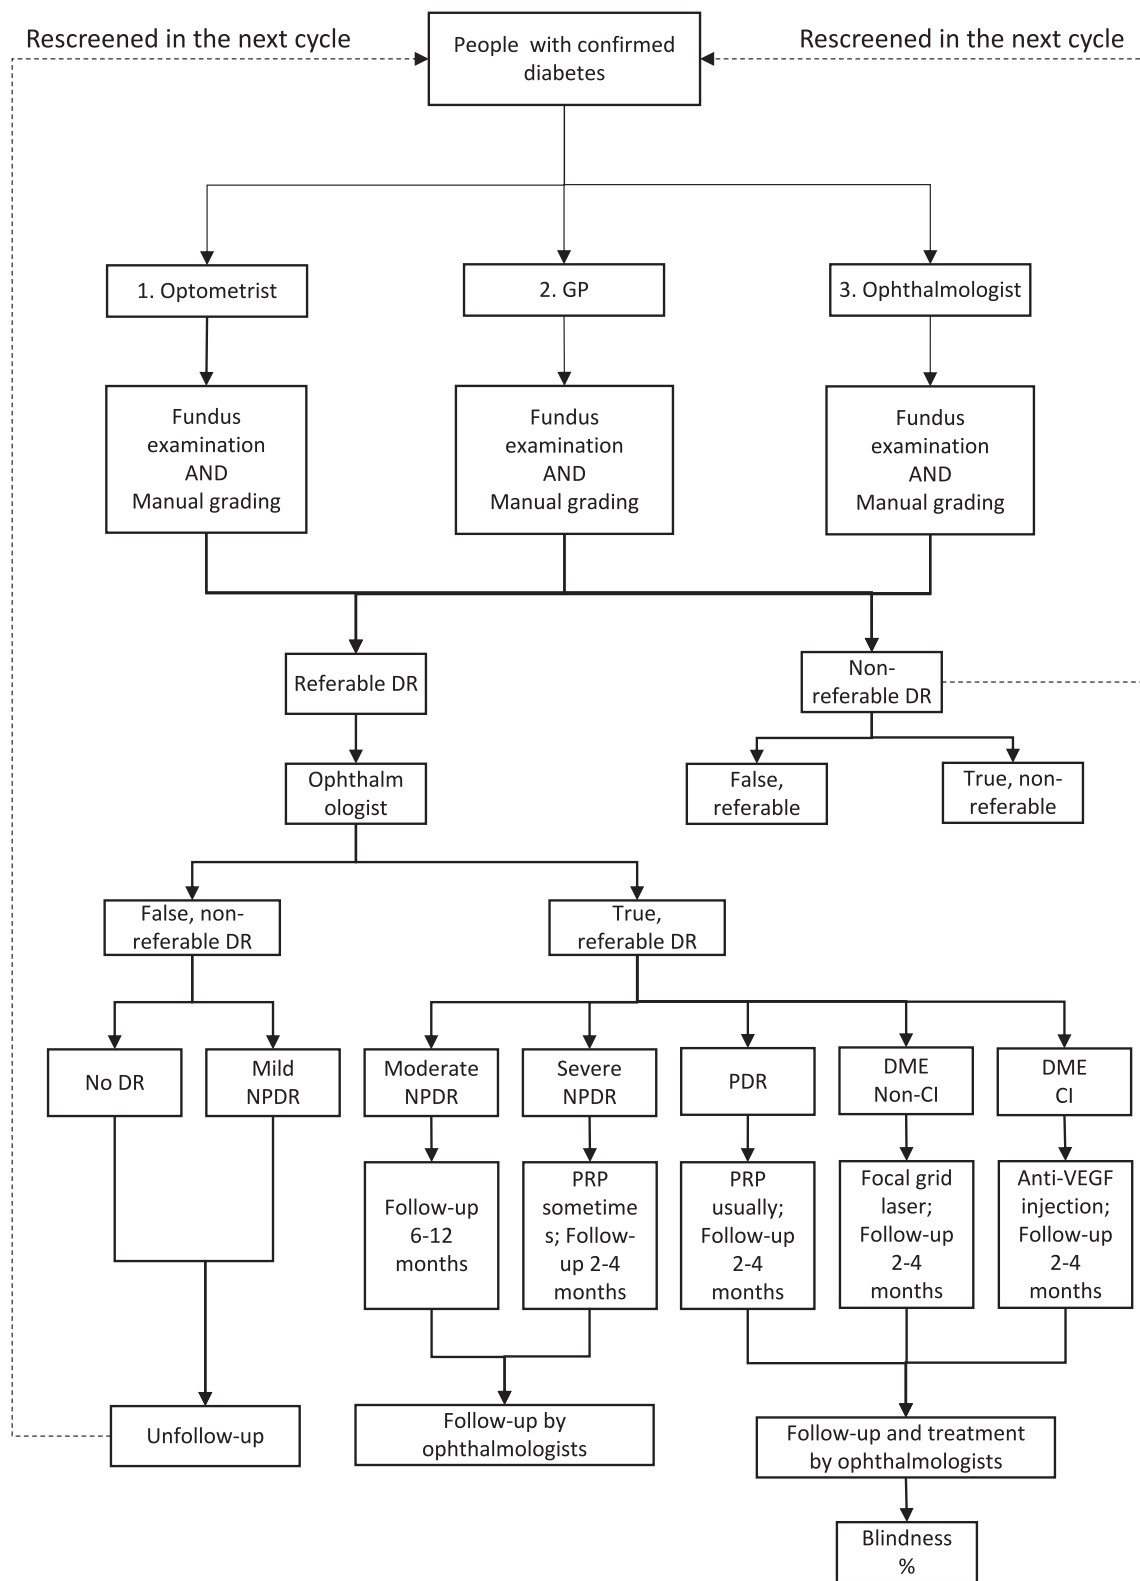 Rescreened in the next cycle
People with confirmed
diabetes
Rescreened in the next cycle
1. Optometrist
2. GP
3. Ophthalmologist
Fundus
examination
AND
Manual grading
Fundus
examination
AND
Manual grading
Fundus
examination
AND
Manual grading
Referable DR
Non-
referable DR
Ophthalm
ologist
False,
referable
True, non-
referable
False, non-
referable DR
True,
referable DR
No DR
Mild
NPDR
Moderate
NPDR
Severe
NPDR
PDR
DME
Non-CI
DME
CI
Follow-up
6-12
months
PRP
sometime
s; Follow-
up 2-4
months
PRP
usually;
Follow-up
2-4
months
Focal grid
laser;
Follow-up
2-4
months
Anti-VEGF
injection;
Follow-up
2-4
months
Unfollow-up
Follow-up by
ophthalmologists
Follow-up and treatment
by ophthalmologists
Blindness
%